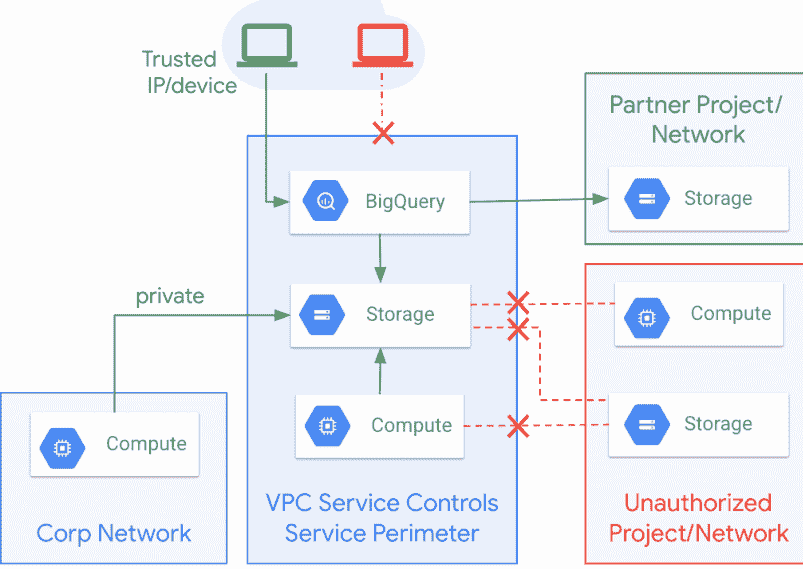 Trusted
IP/device
Partner Project/
Network
BigQuery
Storage
private
Storage
Compute
Compute
Compute
Storage
Corp Network
VPC Service Controls
Service Perimeter
Unauthorized
Project/Network